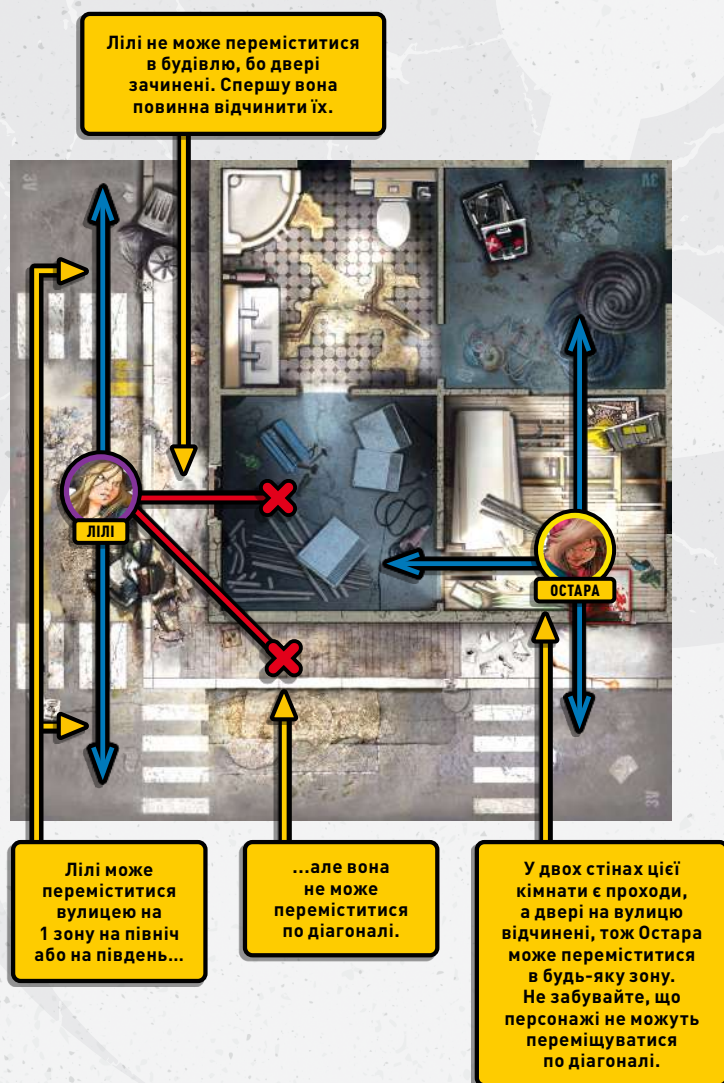 Лілі не може переміститися
в будівлю, бо двері
зачинені. Спершу вона
повинна відчинити їх.
3V
3V
ЛІЛІ
ОСТАРА
3V
Лілі може
переміститися
вулицею на
1 зону на північ
або на південь...
...але вона
не може
переміститися
по діагоналі.
У двох стінах цієї
кімнати є проходи,
а двері на вулицю
відчинені, тож Остара
може переміститися
в будь-яку зону.
Не забувайте, що
персонажі не можуть
переміщуватися
по діагоналі.